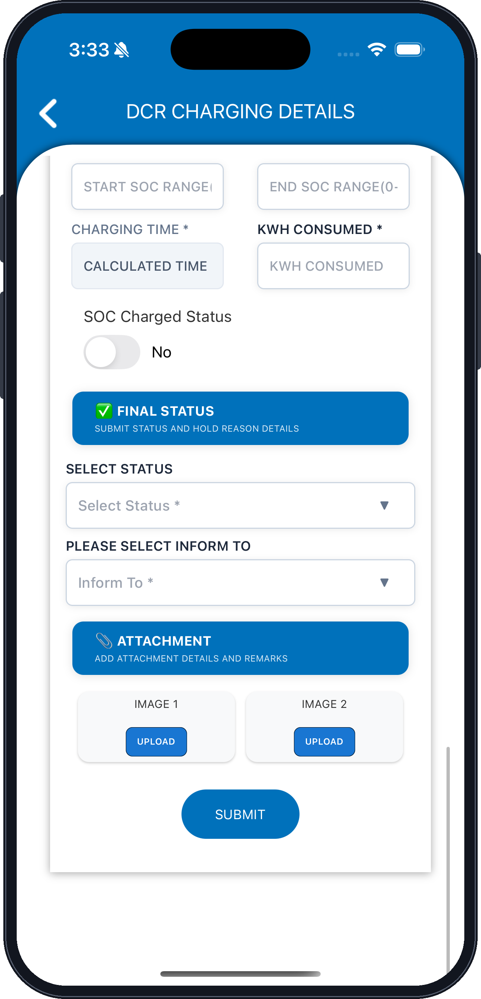 3:33
DCR CHARGING DETAILS
START SOC RANGE(
END SOC RANGE(0-
CHARGING TIME *
KWH CONSUMED *
CALCULATED TIME
KWH CONSUMED
SOC Charged Status
No
✅ FINAL STATUS
SUBMIT STATUS AND HOLD REASON DETAILS
SELECT STATUS
Select Status *
PLEASE SELECT INFORM TO
Inform To *
📎 ATTACHMENT
ADD ATTACHMENT DETAILS AND REMARKS
IMAGE 1
IMAGE 2
UPLOAD
UPLOAD
SUBMIT